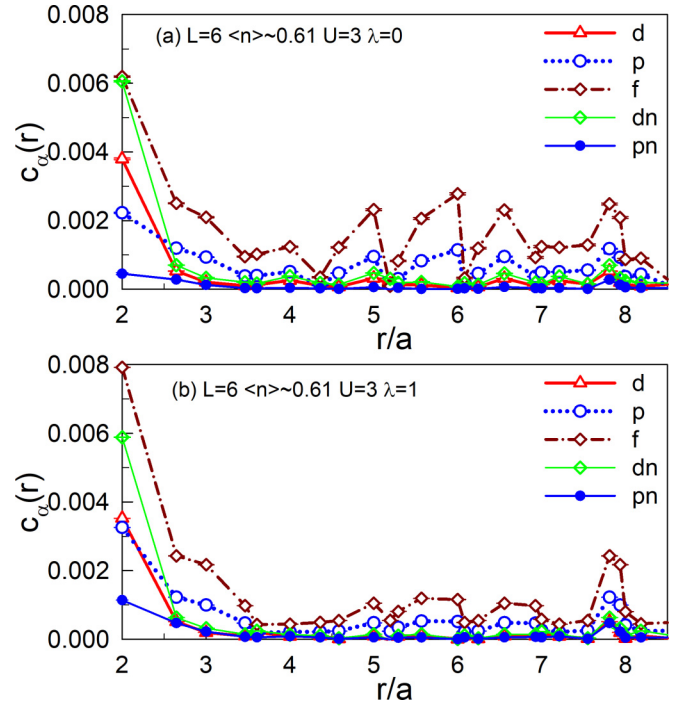 0.008
(a) L=6 <n>~0.61 U=3 λ=0
d
p
f
dn
pn
0.006
0.004
0.002
0.000
cα(r)
2 3 4 5 6 7 8
r/a
0.008
(b) L=6 <n>~0.61 U=3 λ=1
d
p
f
dn
pn
0.006
0.004
0.002
0.000
cα(r)
2 3 4 5 6 7 8
r/a